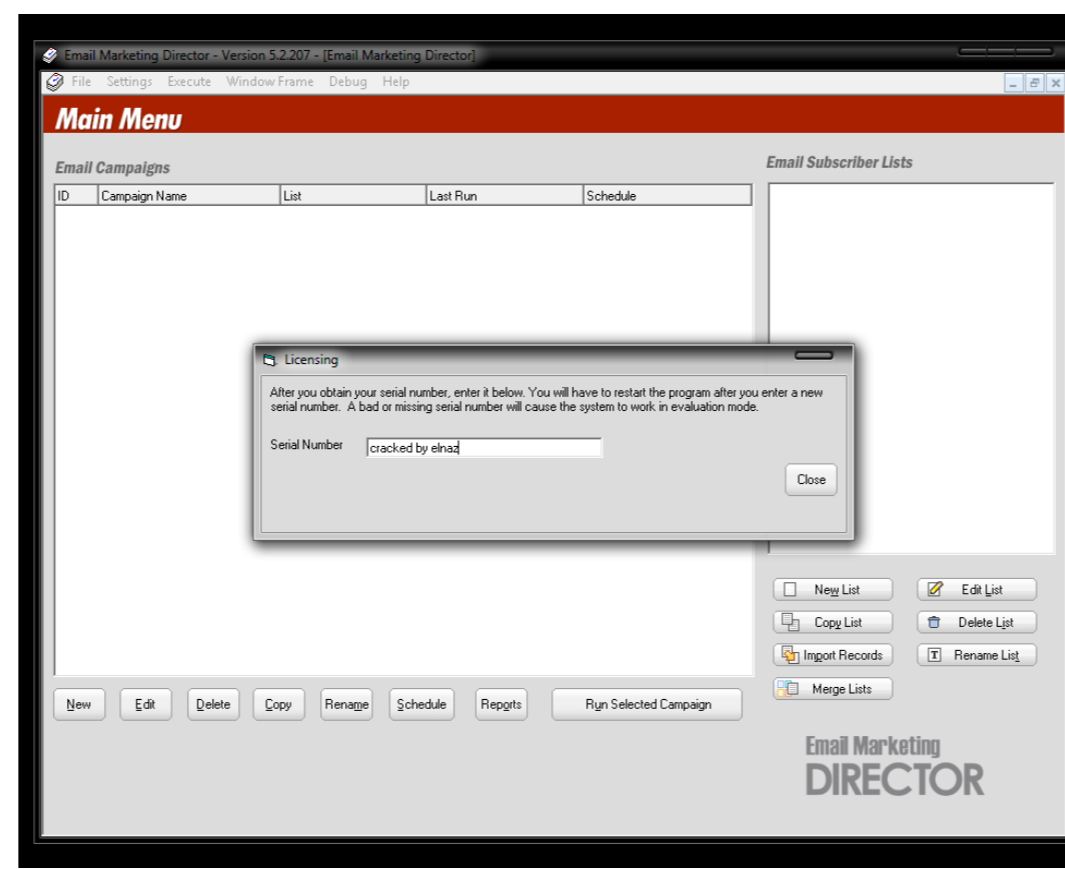 Email Marketing Director - Version 5.2.207 - [Email Marketing Director]
File Settings Execute Window Frame Debug Help
Main Menu
Email Campaigns
Email Subscriber Lists
ID Campaign Name List Last Run Schedule
Licensing
After you obtain your serial number, enter it below. You will have to restart the program after you enter a new
serial number. A bad or missing serial number will cause the system to work in evaluation mode.
Serial Number cracked by elnaz
Close
New List Edit List
Copy List Delete List
Import Records Rename List
Merge Lists
New Edit Delete Copy Rename Schedule Reports Run Selected Campaign
Email Marketing
DIRECTOR